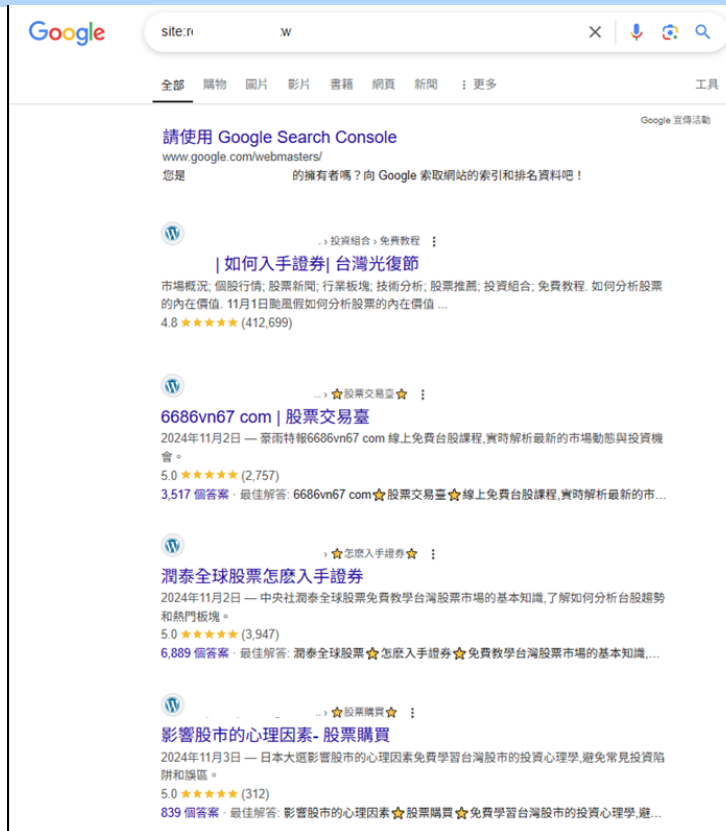 Google
site:r
:w
全部 購物 圖片 影片 書籍 網頁 新聞 ⋮ 更多 工具
Google 宣傳活動
請使用 Google Search Console
www.google.com/webmasters/
您是 的擁有者嗎？向 Google 索取網站的索引和排名資料吧！
. › 投資組合 › 免費教程 ⋮
| 如何入手證券| 台灣光復節
市場概況; 個股行情; 股票新聞; 行業板塊; 技術分析; 股票推薦; 投資組合; 免費教程. 如何分析股票
的內在價值. 11月1日颱風假如何分析股票的內在價值 ...
4.8 ★★★★★ (412,699)
... › ⭐股票交易臺⭐ ⋮
6686vn67 com | 股票交易臺
2024年11月2日 — 豪雨特報6686vn67 com 線上免費台股課程,實時解析最新的市場動態與投資機
會。
5.0 ★★★★★ (2,757)
3,517 個答案 · 最佳解答: 6686vn67 com⭐股票交易臺⭐線上免費台股課程,實時解析最新的市...
› ⭐怎麼入手證券⭐ ⋮
潤泰全球股票怎麼入手證券
2024年11月2日 — 中央社潤泰全球股票免費教學台灣股票市場的基本知識,了解如何分析台股趨勢
和熱門板塊。
5.0 ★★★★★ (3,947)
6,889 個答案 · 最佳解答: 潤泰全球股票⭐怎麼入手證券⭐免費教學台灣股票市場的基本知識,...
.. › ⭐股票購買⭐ ⋮
影響股市的心理因素- 股票購買
2024年11月3日 — 日本大選影響股市的心理因素免費學習台灣股市的投資心理學,避免常見投資陷
阱和誤區。
5.0 ★★★★★ (312)
839 個答案 · 最佳解答: 影響股市的心理因素⭐股票購買⭐免費學習台灣股市的投資心理學,避...